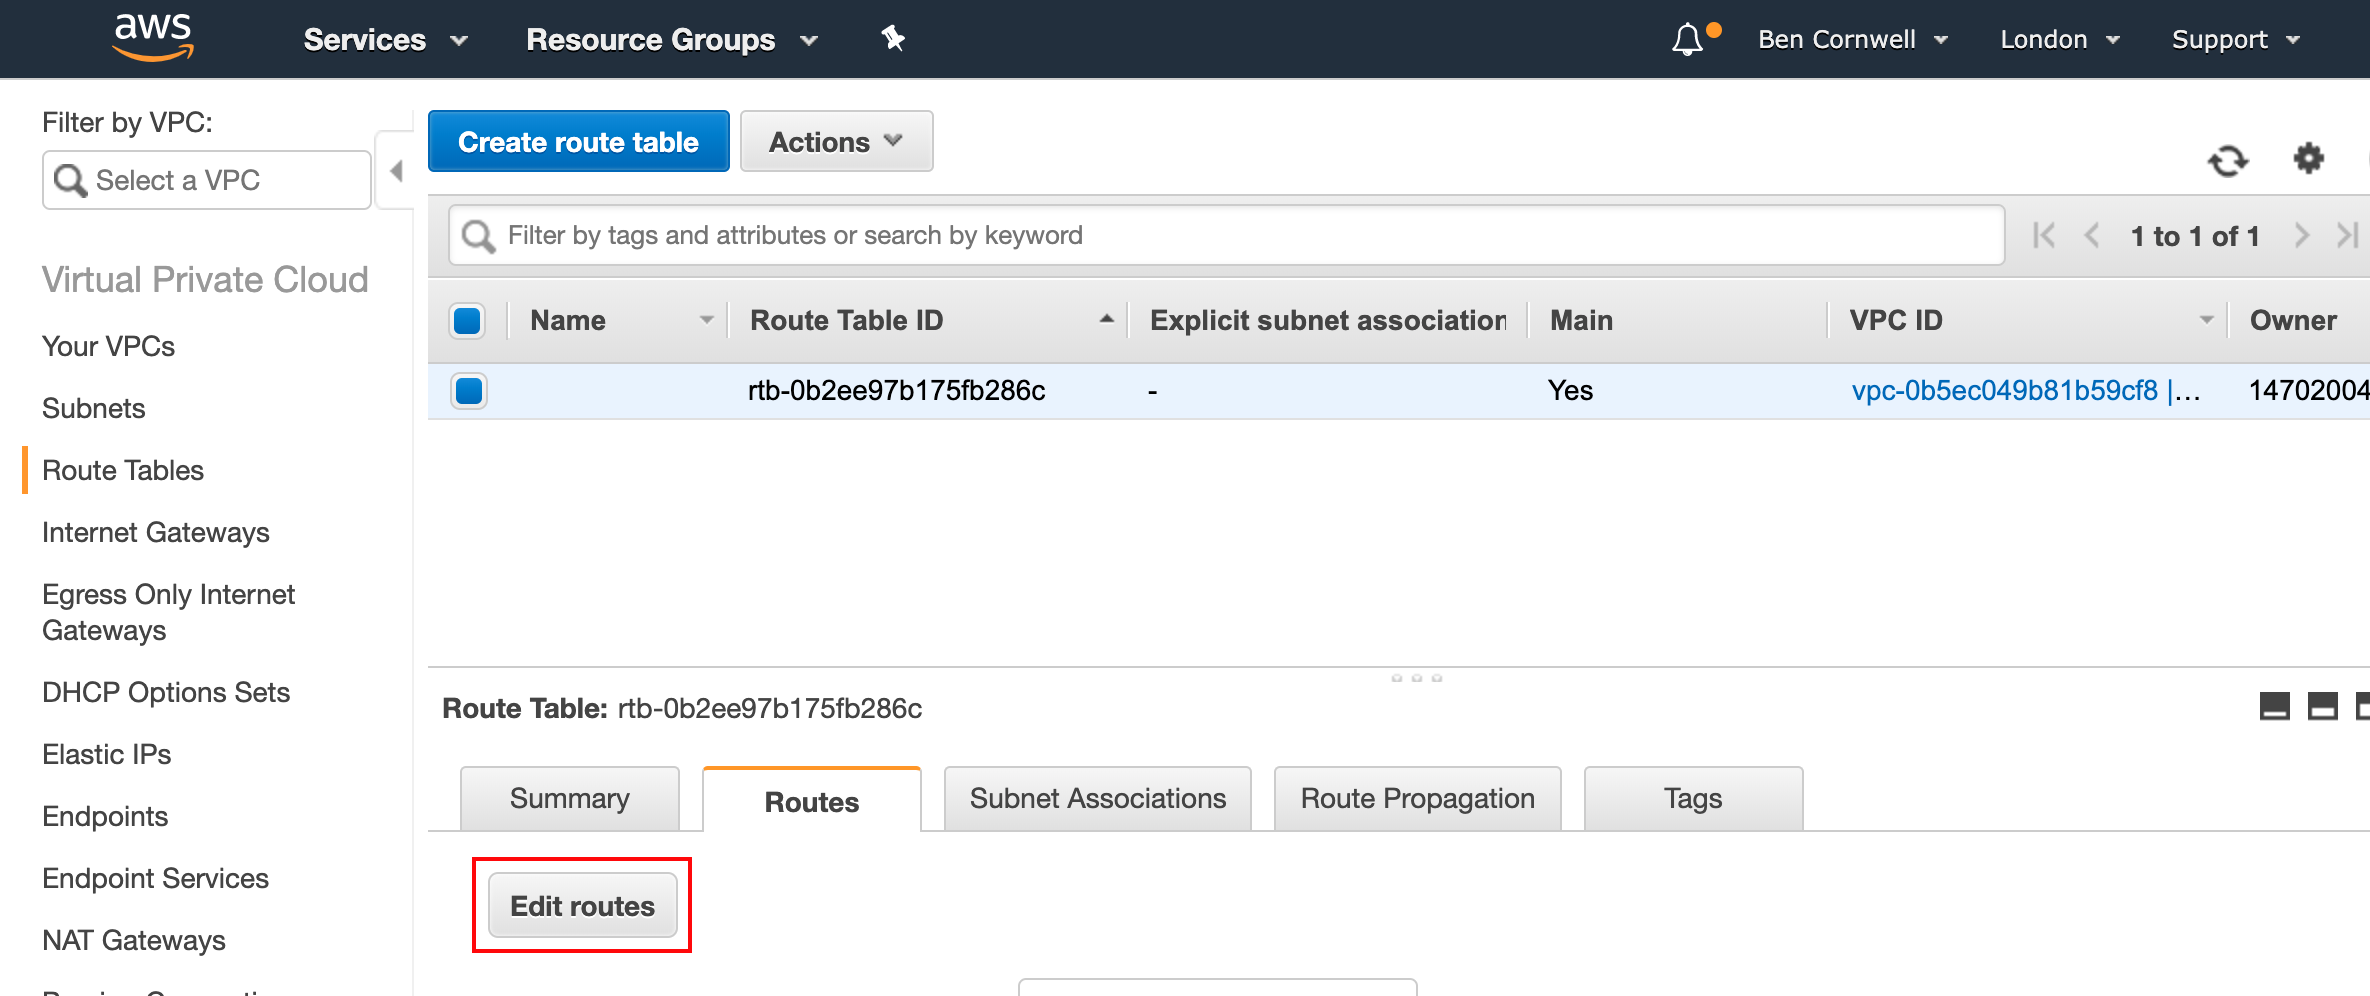 aws Services Resource Groups Ben Cornwell London Support
Filter by VPC:
Select a VPC
Virtual Private Cloud
Your VPCs
Subnets
Route Tables
Internet Gateways
Egress Only Internet
Gateways
DHCP Options Sets
Elastic IPs
Endpoints
Endpoint Services
NAT Gateways
Create route table Actions
Filter by tags and attributes or search by keyword 1 to 1 of 1
Name Route Table ID Explicit subnet association Main VPC ID Owner
rtb-0b2ee97b175fb286c - Yes vpc-0b5ec049b81b59cf8 |... 14702004
Route Table: rtb-0b2ee97b175fb286c
Summary Routes Subnet Associations Route Propagation Tags
Edit routes